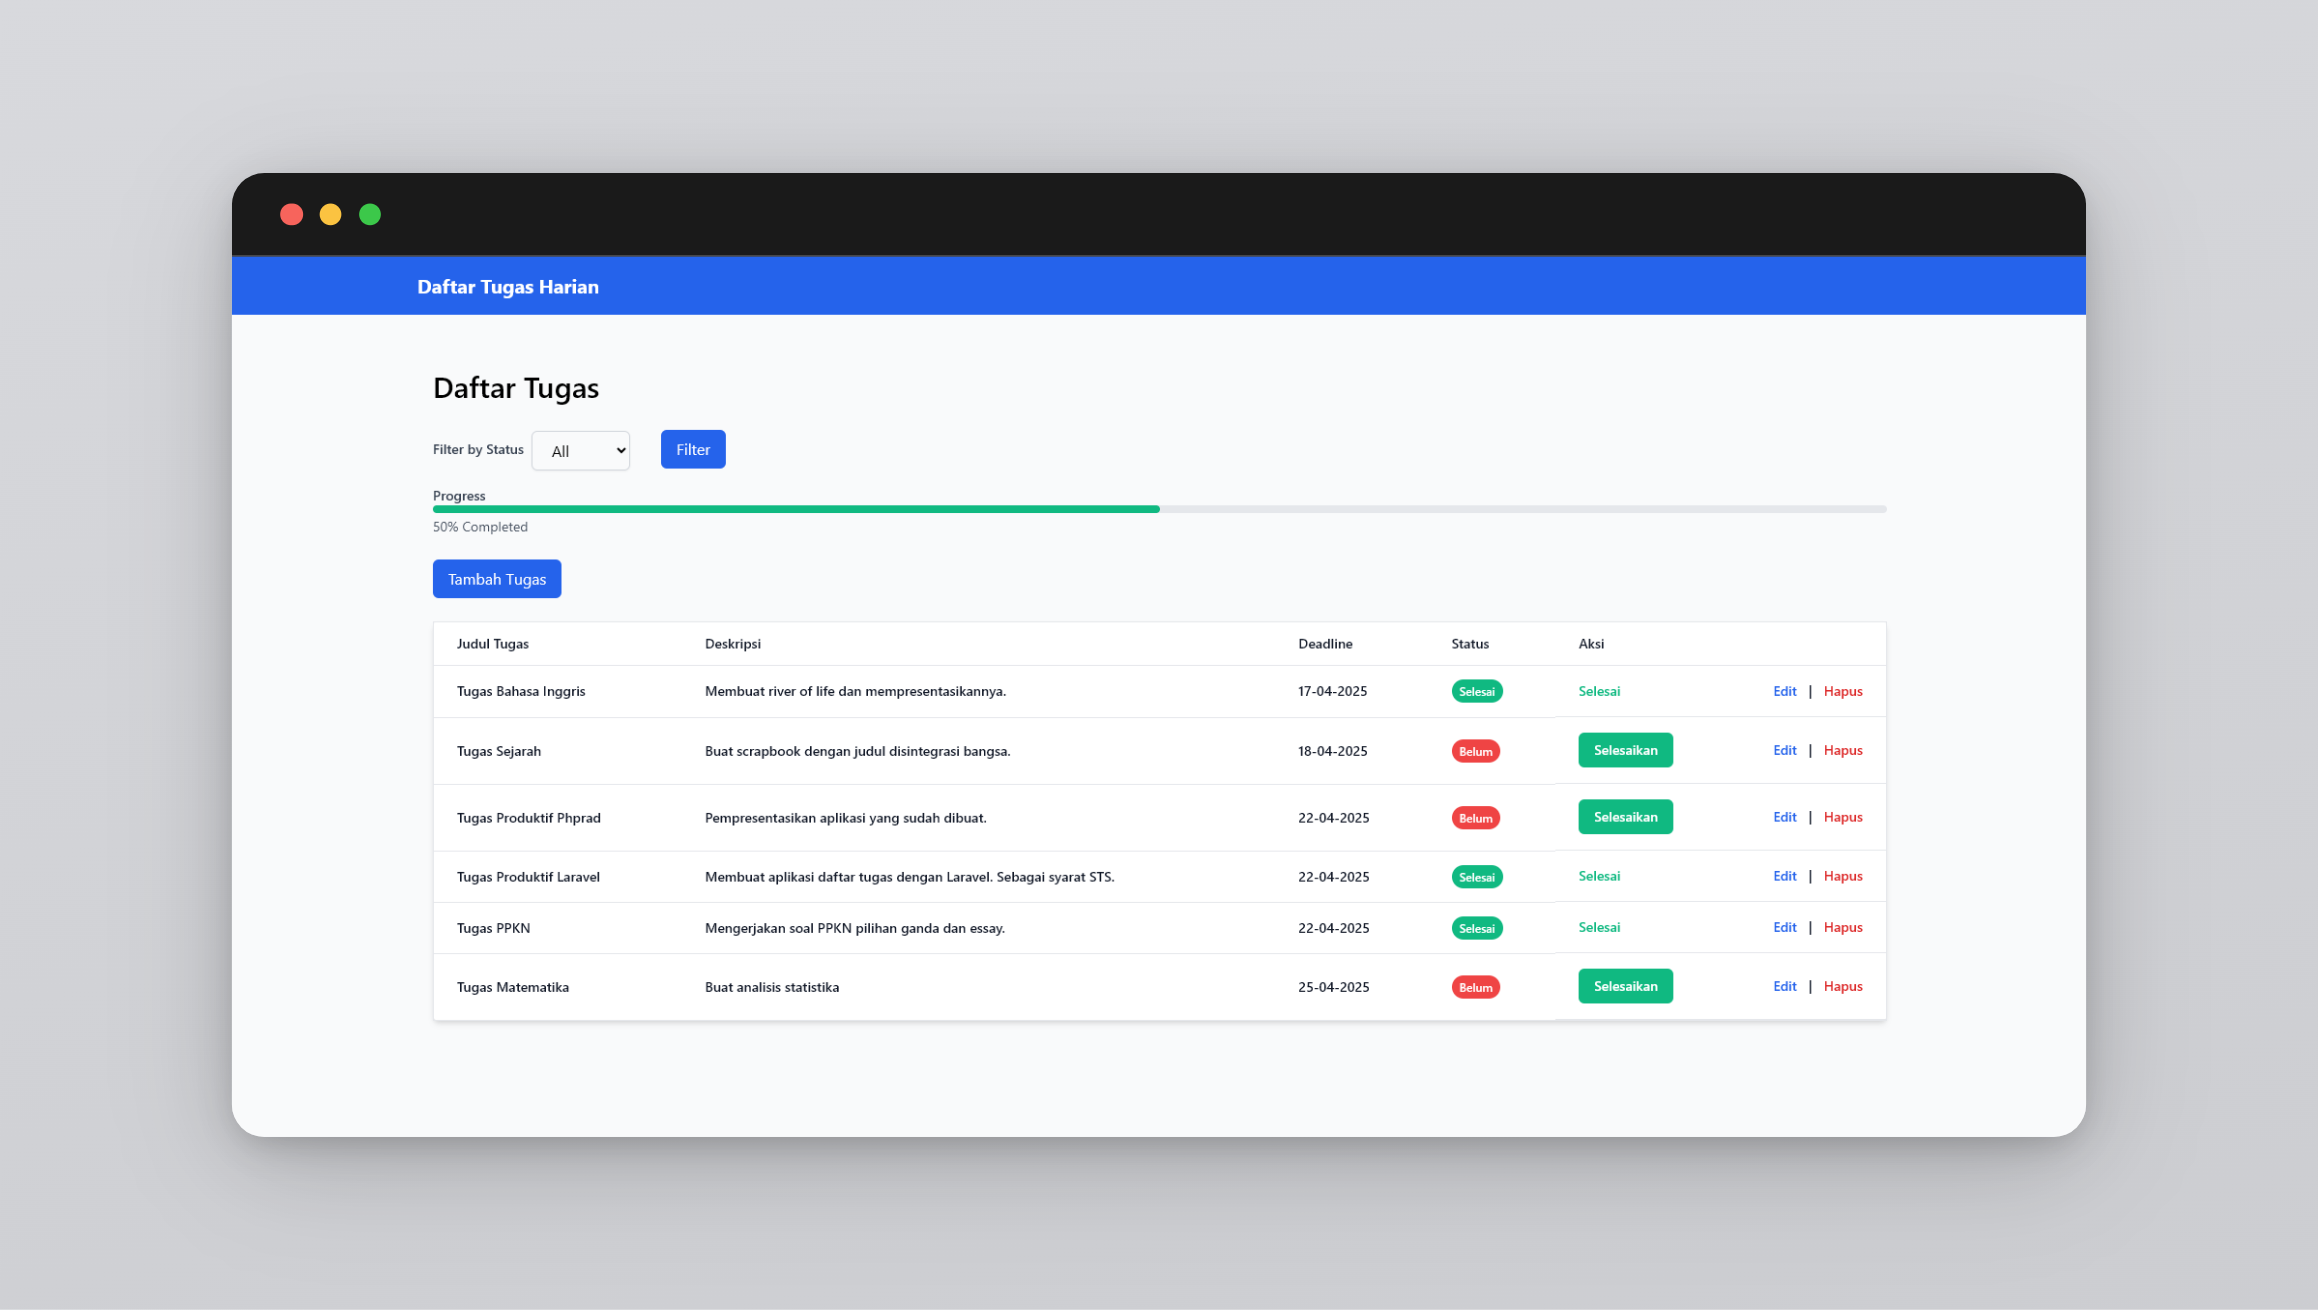 Daftar Tugas Harian
Daftar Tugas
Filter by Status All Filter
Progress
50% Completed
Tambah Tugas
Judul Tugas Deskripsi Deadline Status Aksi
Tugas Bahasa Inggris Membuat river of life dan mempresentasikannya. 17-04-2025 Selesai Selesai Edit | Hapus
Tugas Sejarah Buat scrapbook dengan judul disintegrasi bangsa. 18-04-2025 Belum Selesaikan Edit | Hapus
Tugas Produktif Phprad Pempresentasikan aplikasi yang sudah dibuat. 22-04-2025 Belum Selesaikan Edit | Hapus
Tugas Produktif Laravel Membuat aplikasi daftar tugas dengan Laravel. Sebagai syarat STS. 22-04-2025 Selesai Selesai Edit | Hapus
Tugas PPKN Mengerjakan soal PPKN pilihan ganda dan essay. 22-04-2025 Selesai Selesai Edit | Hapus
Tugas Matematika Buat analisis statistika 25-04-2025 Belum Selesaikan Edit | Hapus